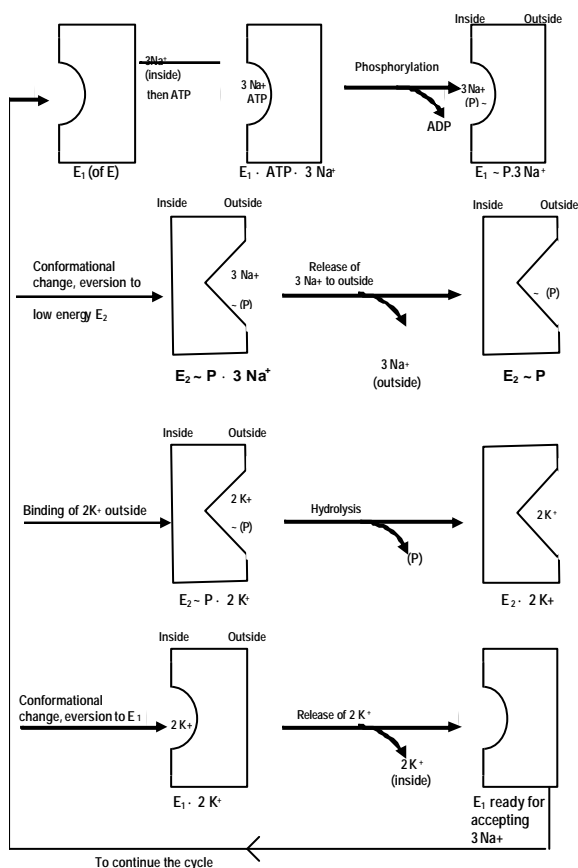 Inside Outside
3Na+
(inside)
then ATP
3 Na+
ATP
Phosphorylation
ADP
3 Na+
(P) ~
E1 (of E)
E1 · ATP · 3 Na+
E1 ~ P.3 Na+
Inside Outside
Inside Outside
Conformational
change, eversion to
low energy E2
3 Na+
~ (P)
Release of
3 Na+ to outside
3 Na+
(outside)
~ (P)
E2 ~ P · 3 Na+
E2 ~ P
Inside Outside
Binding of 2K+ outside
2 K+
~ (P)
Hydrolysis
(P)
2 K+
E2 ~ P · 2 K+
E2 · 2 K+
Inside Outside
Conformational
change, eversion to E1
2 K+
Release of 2 K+
2 K+
(inside)
E1 · 2 K+
E1 ready for
accepting
3 Na+
To continue the cycle